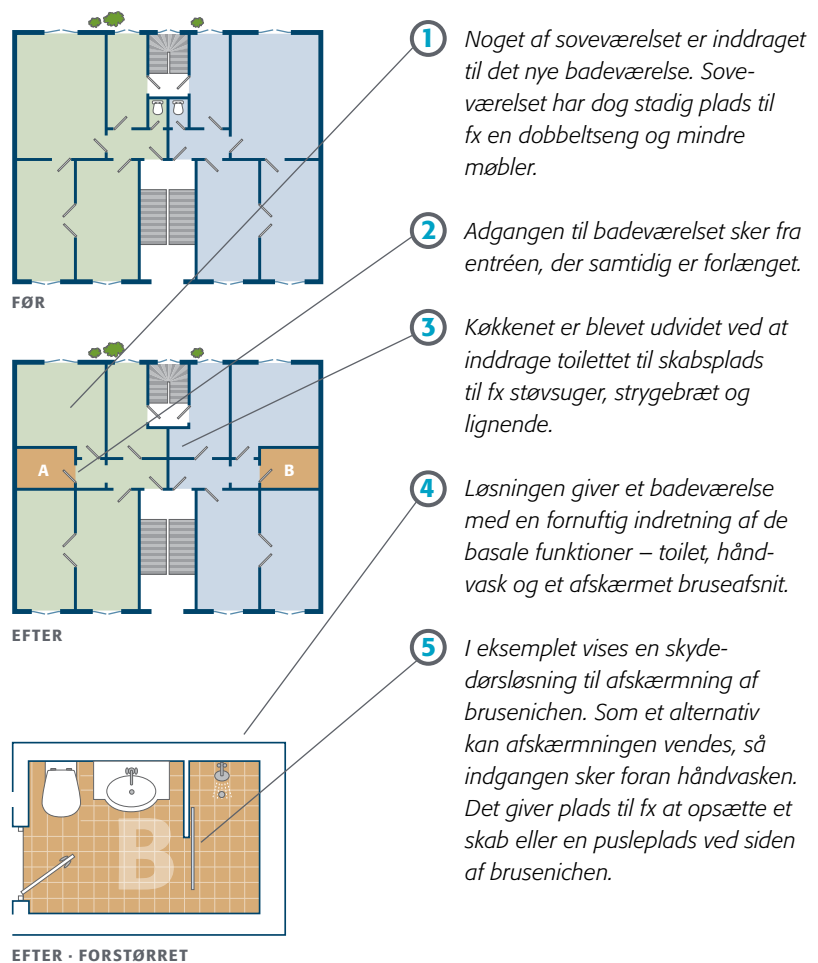 1
Noget af soveværelset er inddraget
til det nye badeværelse. Sove-
værelset har dog stadig plads til
fx en dobbeltseng og mindre
møbler.
2
Adgangen til badeværelset sker fra
entréen, der samtidig er forlænget.
FØR
3
Køkkenet er blevet udvidet ved at
inddrage toilettet til skabsplads
til fx støvsuger, strygebræt og
lignende.
A
B
4
Løsningen giver et badeværelse
med en fornuftig indretning af de
basale funktioner – toilet, hånd-
vask og et afskærmet bruseafsnit.
EFTER
5
I eksemplet vises en skyde-
dørsløsning til afskærmning af
brusenichen. Som et alternativ
kan afskærmningen vendes, så
indgangen sker foran håndvasken.
Det giver plads til fx at opsætte et
skab eller en pusleplads ved siden
af brusenichen.
B
EFTER · FORSTØRRET